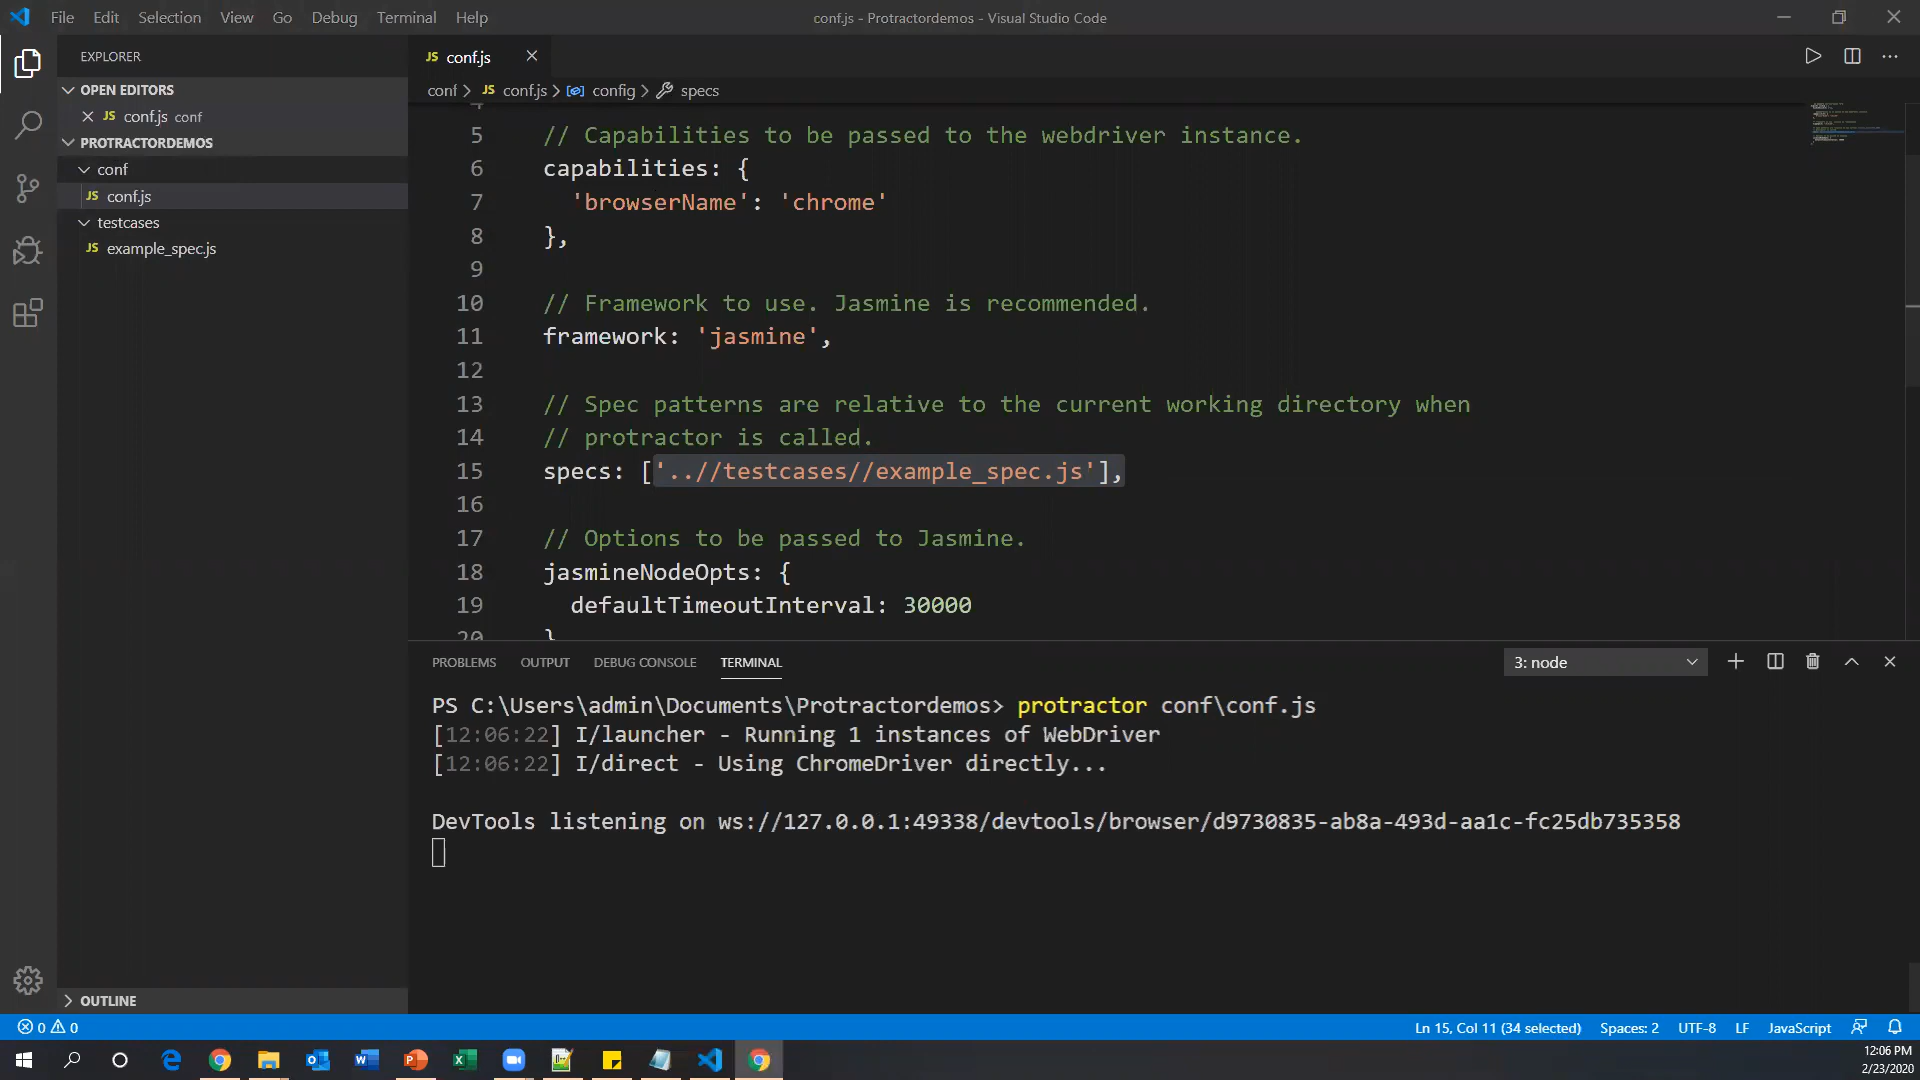 File Edit Selection View Go Debug Terminal Help
conf.js - Protractordemos - Visual Studio Code
EXPLORER
OPEN EDITORS
JS conf.js conf
PROTRACTORDEMOS
conf
JS conf.js
testcases
JS example_spec.js
OUTLINE
JS conf.js
conf > JS conf.js > config > specs
5 // Capabilities to be passed to the webdriver instance.
6 capabilities: {
7 'browserName': 'chrome'
8 },
9
10 // Framework to use. Jasmine is recommended.
11 framework: 'jasmine',
12
13 // Spec patterns are relative to the current working directory when
14 // protractor is called.
15 specs: ['..//testcases//example_spec.js'],
16
17 // Options to be passed to Jasmine.
18 jasmineNodeOpts: {
19 defaultTimeoutInterval: 30000
20 }
PROBLEMS OUTPUT DEBUG CONSOLE TERMINAL
3: node
PS C:\Users\admin\Documents\Protractordemos> protractor conf\conf.js
[12:06:22] I/launcher - Running 1 instances of WebDriver
[12:06:22] I/direct - Using ChromeDriver directly...
DevTools listening on ws://127.0.0.1:49338/devtools/browser/d9730835-ab8a-493d-aa1c-fc25db735358
0 0
Ln 15, Col 11 (34 selected) Spaces: 2 UTF-8 LF JavaScript
12:06 PM
2/23/2020